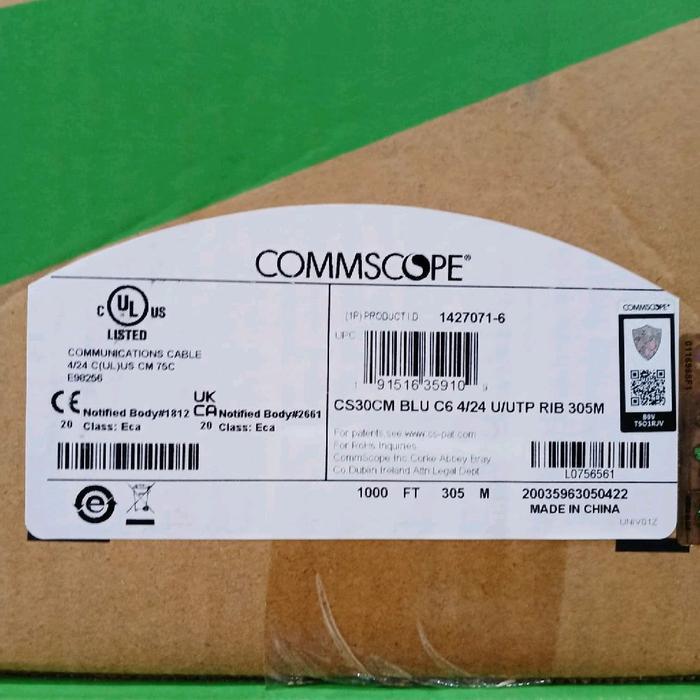 COMMSCOPE®
C UL US
LISTED
COMMUNICATIONS CABLE
4/24 C(UL)US CM 75C
E90256
(1P) PRODUCT I.D. 1427071-6
UPC
1 91516 35910 9
CS30CM BLU C6 4/24 U/UTP RIB 305M
COMMSCOPE®
CE Notified Body#1812
20 Class: Eca
UK
CA Notified Body#2661
20 Class: Eca
For patents see www.cs-pat.com
For RoHs Inquiries
CommScope Inc. Corke Abbey Bray
Co. Dublin Ireland Attn: Legal Dept
L0756561
e
1000 FT 305 M
20035963050422
MADE IN CHINA
UNIV01Z